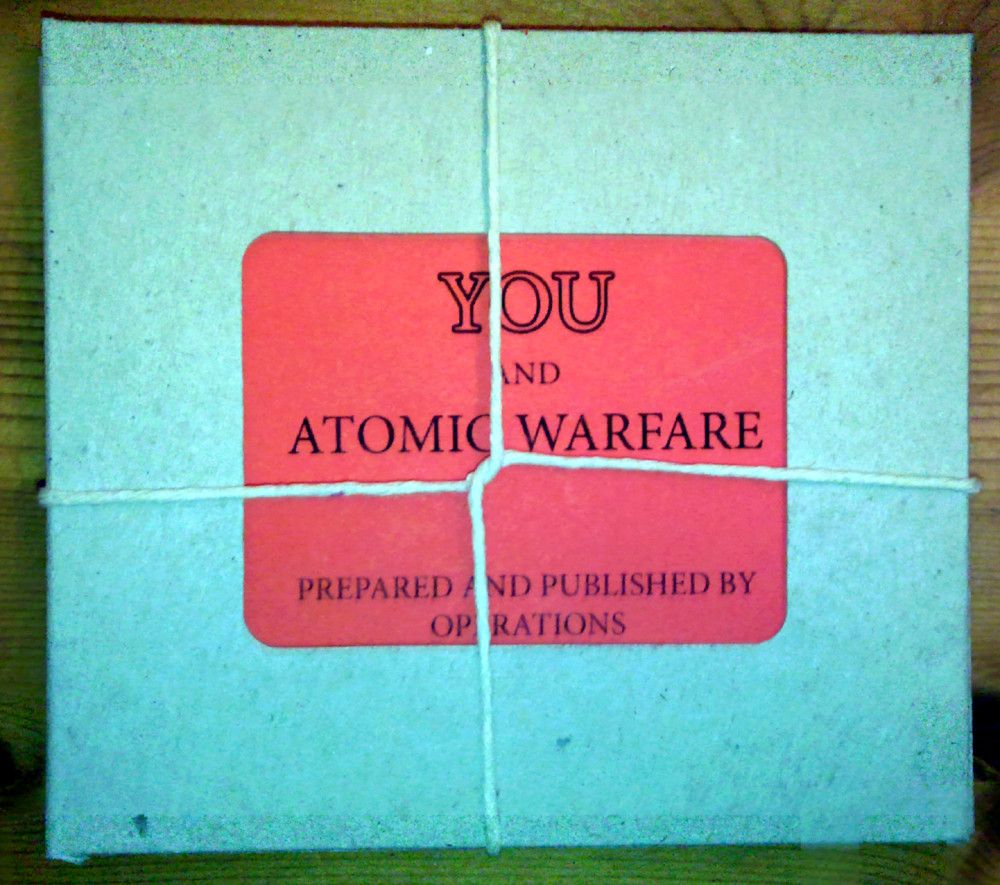 YOU
AND
ATOMIC WARFARE
PREPARED AND PUBLISHED BY
OPERATIONS